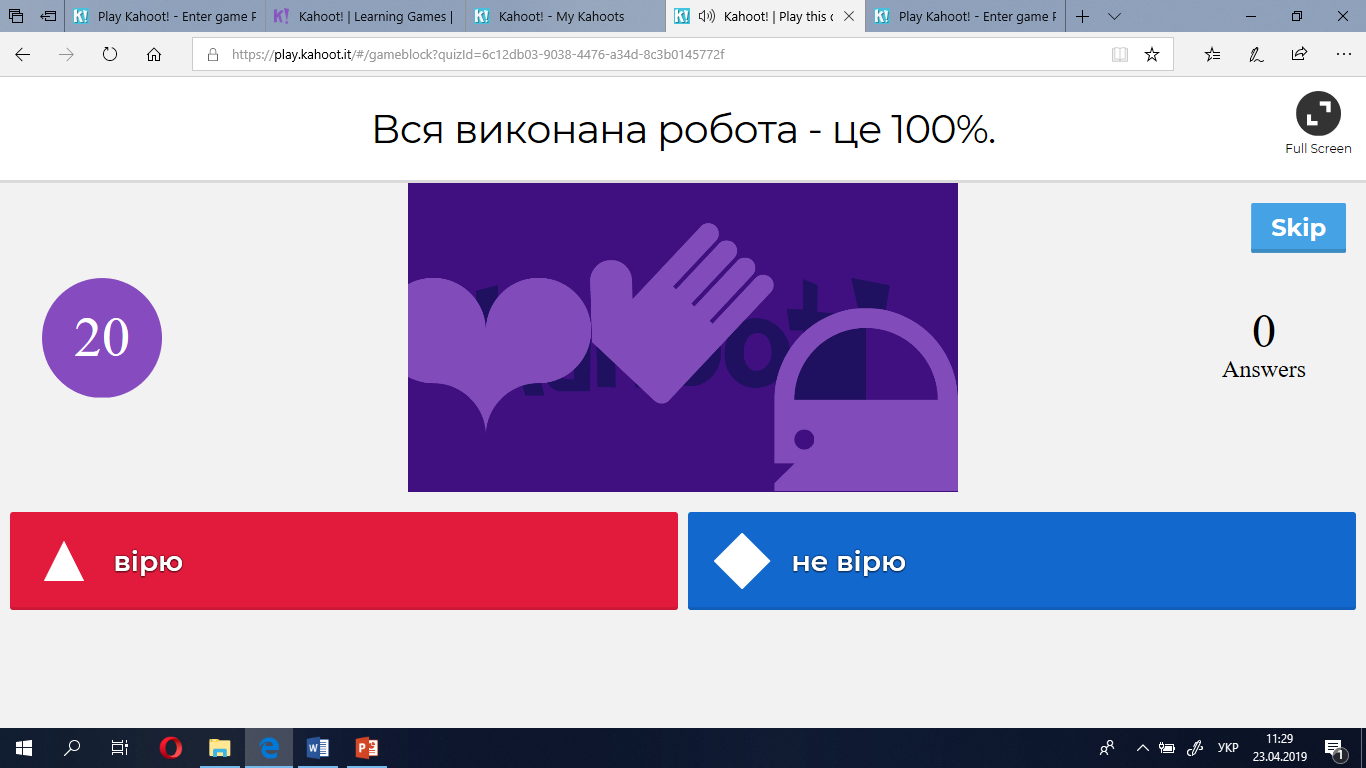 Play Kahoot! - Enter game P
Kahoot! | Learning Games |
Kahoot! - My Kahoots
Kahoot! | Play this q
Play Kahoot! - Enter game P
https://play.kahoot.it/#/gameblock?quizId=6c12db03-9038-4476-a34d-8c3b0145772f
Вся виконана робота - це 100%.
Full Screen
Skip
20
0
Answers
вірю
не вірю
УКР
11:29
23.04.2019
1